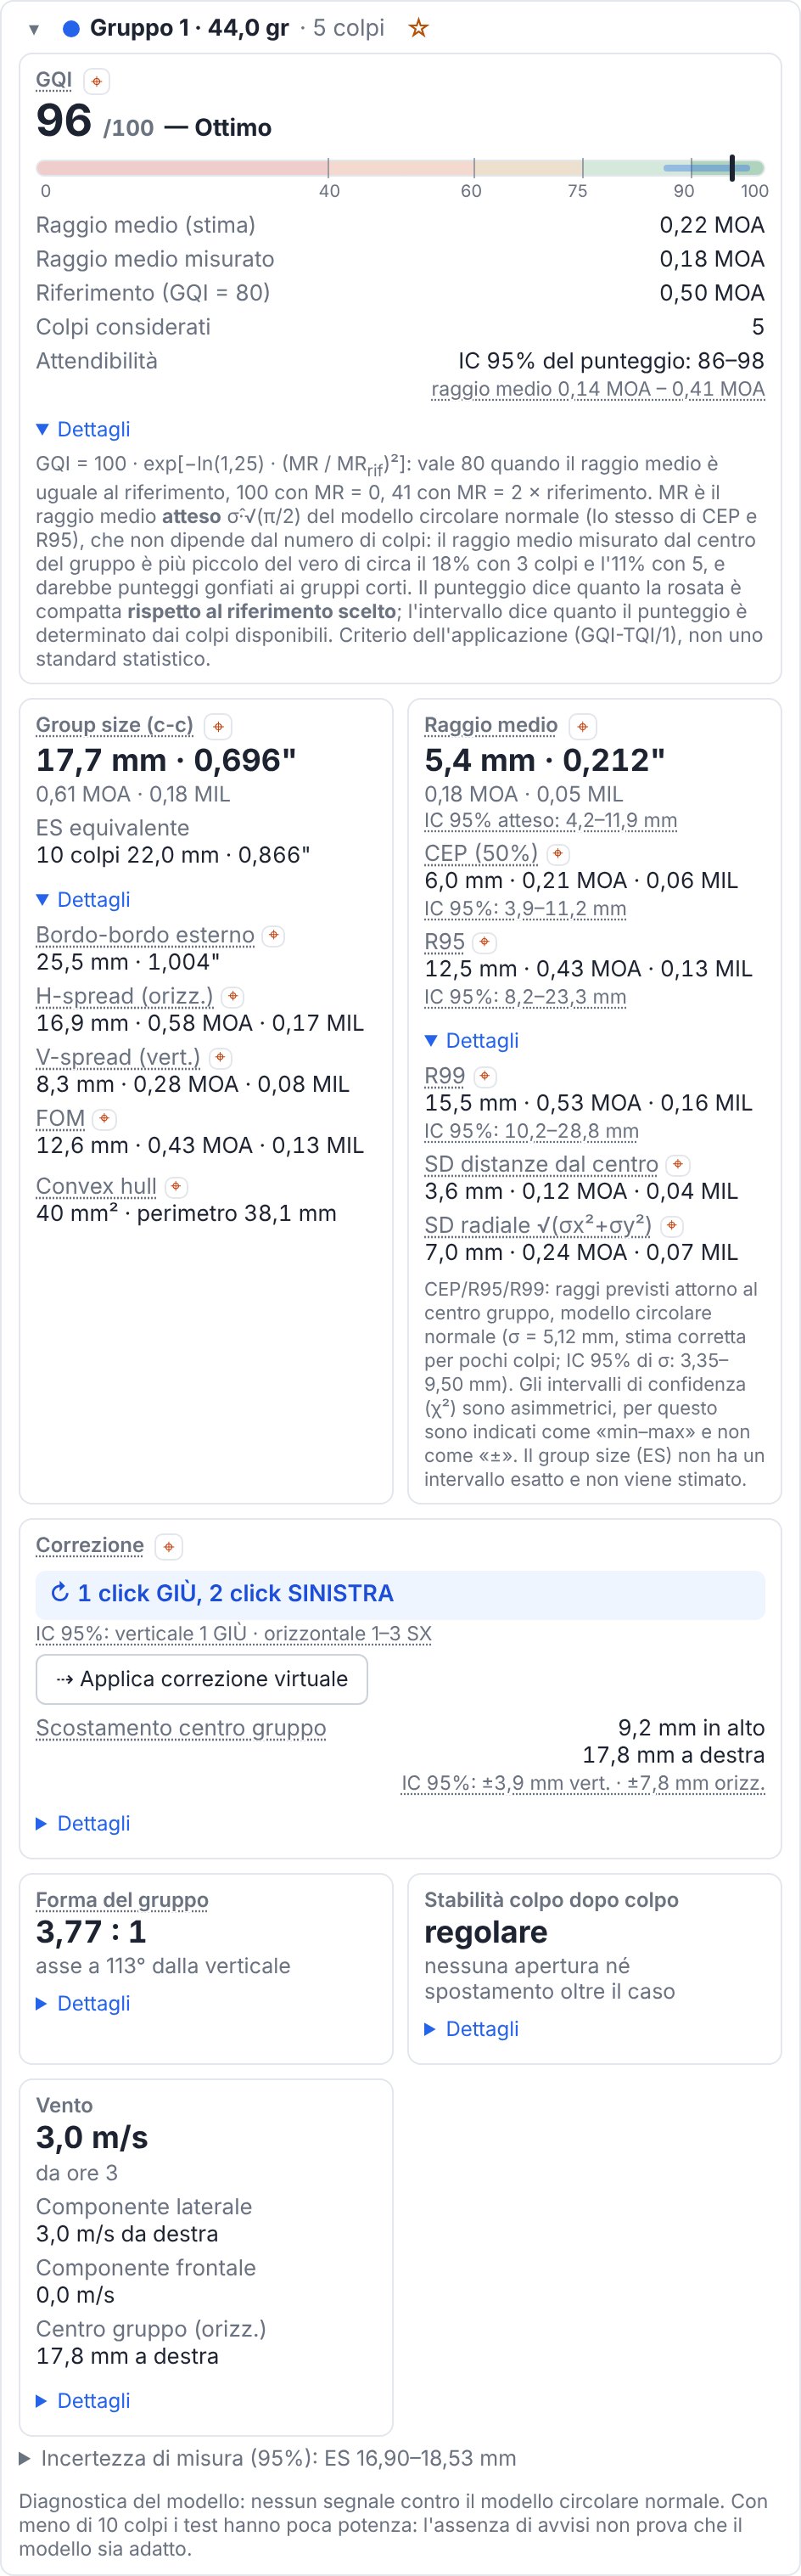 ▼ Gruppo 1 · 44,0 gr · 5 colpi ☆
GQI
96 /100 — Ottimo
0 40 60 75 90 100
Raggio medio (stima) 0,22 MOA
Raggio medio misurato 0,18 MOA
Riferimento (GQI = 80) 0,50 MOA
Colpi considerati 5
Attendibilità IC 95% del punteggio: 86–98
raggio medio 0,14 MOA – 0,41 MOA
▼ Dettagli
GQI = 100 · exp[−ln(1,25) · (MR / MRrif)²]: vale 80 quando il raggio medio è
uguale al riferimento, 100 con MR = 0, 41 con MR = 2 × riferimento. MR è il
raggio medio atteso σ̂·√(π/2) del modello circolare normale (lo stesso di CEP e
R95), che non dipende dal numero di colpi: il raggio medio misurato dal centro
del gruppo è più piccolo del vero di circa il 18% con 3 colpi e l'11% con 5, e
darebbe punteggi gonfiati ai gruppi corti. Il punteggio dice quanto la rosata è
compatta rispetto al riferimento scelto; l'intervallo dice quanto il punteggio è
determinato dai colpi disponibili. Criterio dell'applicazione (GQI-TQI/1), non uno
standard statistico.
Group size (c-c)
17,7 mm · 0,696"
0,61 MOA · 0,18 MIL
ES equivalente
10 colpi 22,0 mm · 0,866"
▼ Dettagli
Bordo-bordo esterno
25,5 mm · 1,004"
H-spread (orizz.)
16,9 mm · 0,58 MOA · 0,17 MIL
V-spread (vert.)
8,3 mm · 0,28 MOA · 0,08 MIL
FOM
12,6 mm · 0,43 MOA · 0,13 MIL
Convex hull
40 mm² · perimetro 38,1 mm
Raggio medio
5,4 mm · 0,212"
0,18 MOA · 0,05 MIL
IC 95% atteso: 4,2–11,9 mm
CEP (50%)
6,0 mm · 0,21 MOA · 0,06 MIL
IC 95%: 3,9–11,2 mm
R95
12,5 mm · 0,43 MOA · 0,13 MIL
IC 95%: 8,2–23,3 mm
▼ Dettagli
R99
15,5 mm · 0,53 MOA · 0,16 MIL
IC 95%: 10,2–28,8 mm
SD distanze dal centro
3,6 mm · 0,12 MOA · 0,04 MIL
SD radiale √(σx²+σy²)
7,0 mm · 0,24 MOA · 0,07 MIL
CEP/R95/R99: raggi previsti attorno al
centro gruppo, modello circolare
normale (σ = 5,12 mm, stima corretta
per pochi colpi; IC 95% di σ: 3,35–
9,50 mm). Gli intervalli di confidenza
(χ²) sono asimmetrici, per questo
sono indicati come «min–max» e non
come «±». Il group size (ES) non ha un
intervallo esatto e non viene stimato.
Correzione
↻ 1 click GIÙ, 2 click SINISTRA
IC 95%: verticale 1 GIÙ · orizzontale 1–3 SX
⇢ Applica correzione virtuale
Scostamento centro gruppo 9,2 mm in alto
17,8 mm a destra
IC 95%: ±3,9 mm vert. · ±7,8 mm orizz.
▶ Dettagli
Forma del gruppo
3,77 : 1
asse a 113° dalla verticale
▶ Dettagli
Stabilità colpo dopo colpo
regolare
nessuna apertura né
spostamento oltre il caso
▶ Dettagli
Vento
3,0 m/s
da ore 3
Componente laterale
3,0 m/s da destra
Componente frontale
0,0 m/s
Centro gruppo (orizz.)
17,8 mm a destra
▶ Dettagli
▶ Incertezza di misura (95%): ES 16,90–18,53 mm
Diagnostica del modello: nessun segnale contro il modello circolare normale. Con
meno di 10 colpi i test hanno poca potenza: l'assenza di avvisi non prova che il
modello sia adatto.